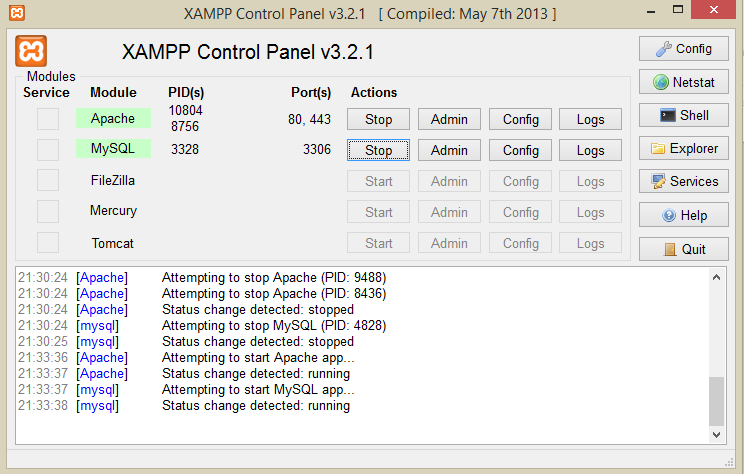 XAMPP Control Panel v3.2.1 [ Compiled: May 7th 2013 ]
XAMPP Control Panel v3.2.1
Config
Modules
Service Module PID(s) Port(s) Actions
Netstat
Apache 10804 8756 80, 443 Stop Admin Config Logs
Shell
MySQL 3328 3306 Stop Admin Config Logs
Explorer
FileZilla Start Admin Config Logs
Services
Mercury Start Admin Config Logs
Help
Tomcat Start Admin Config Logs
Quit
21:30:24 [Apache] Attempting to stop Apache (PID: 9488)
21:30:24 [Apache] Attempting to stop Apache (PID: 8436)
21:30:24 [Apache] Status change detected: stopped
21:30:24 [mysql] Attempting to stop MySQL (PID: 4828)
21:30:25 [mysql] Status change detected: stopped
21:33:36 [Apache] Attempting to start Apache app...
21:33:37 [Apache] Status change detected: running
21:33:37 [mysql] Attempting to start MySQL app...
21:33:38 [mysql] Status change detected: running